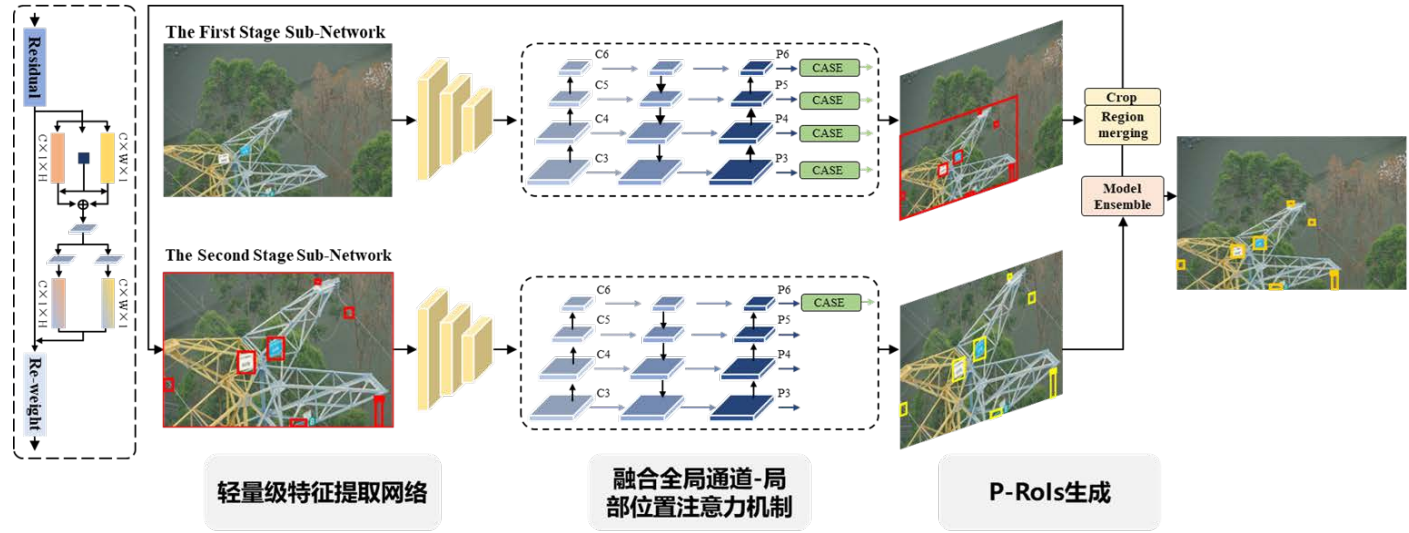 Residual
C×1×H
C×W×1
C×1×H
C×W×1
Re-weight
The First Stage Sub-Network
C6
C5
C4
C3
P6
P5
P4
P3
CASE
CASE
CASE
CASE
Crop
Region
merging
Model
Ensemble
The Second Stage Sub-Network
C6
C5
C4
C3
P6
P5
P4
P3
CASE
轻量级特征提取网络
融合全局通道-局
部位置注意力机制
P-RoIs生成